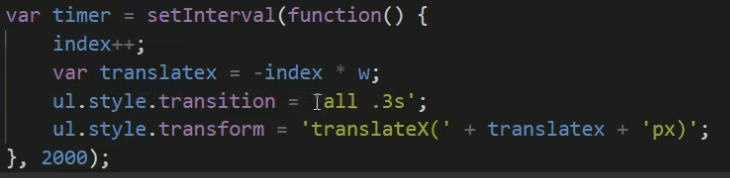 var timer = setInterval(function() {
    index++;
    var translatex = -index * w;
    ul.style.transition = 'all .3s';
    ul.style.transform = 'translateX(' + translatex + 'px)';
}, 2000);